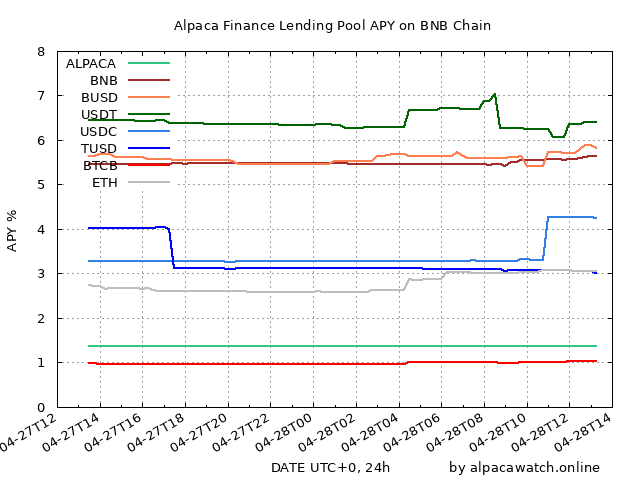 Alpaca Finance Lending Pool APY on BNB Chain
8
7
6
5
4
3
2
1
0
APY %
ALPACA
BNB
BUSD
USDT
USDC
TUSD
BTCB
ETH
04-27T12
04-27T14
04-27T16
04-27T18
04-27T20
04-27T22
04-28T00
04-28T02
04-28T04
04-28T06
04-28T08
04-28T10
04-28T12
04-28T14
DATE UTC+0, 24h
by alpacawatch.online